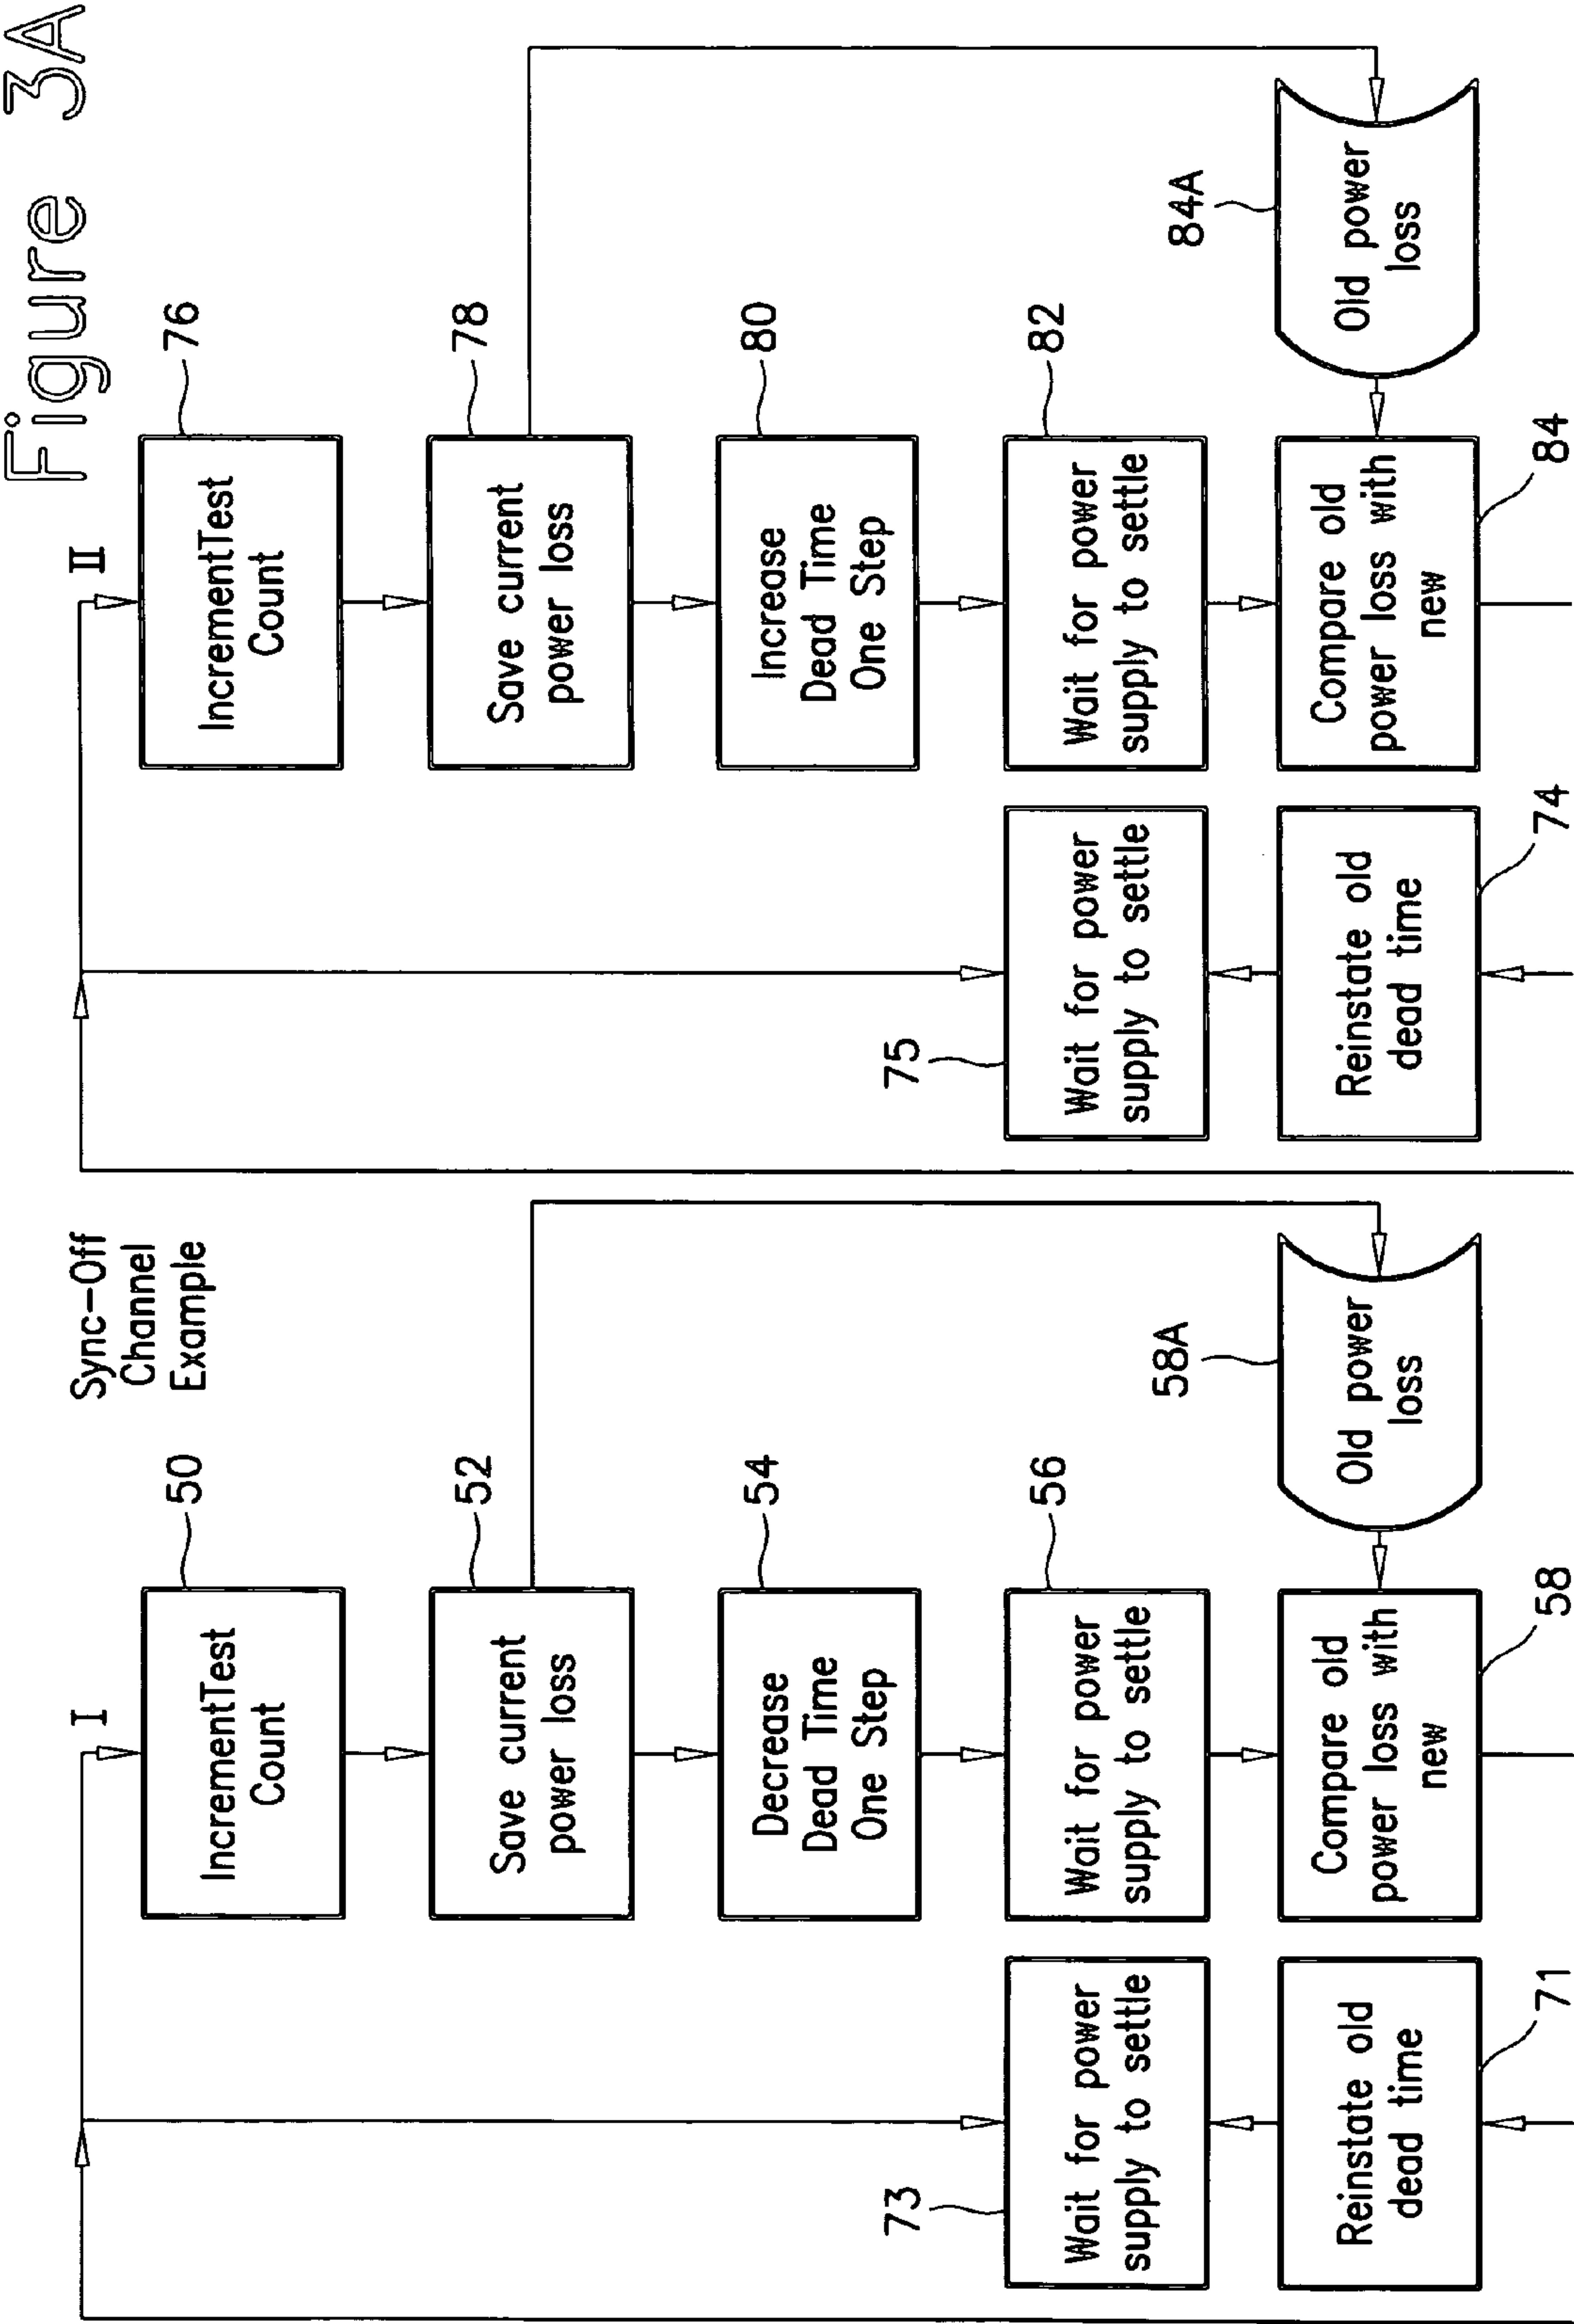 Figure 3A
Sync-Off
Channel
Example
I
IncrementTest
Count
50
Save current
power loss
52
Decrease
Dead Time
One Step
54
Wait for power
supply to settle
56
Compare old
power loss with
new
58
Old power
loss
58A
Wait for power
supply to settle
73
Reinstate old
dead time
71
II
IncrementTest
Count
76
Save current
power loss
78
Increase
Dead Time
One Step
80
Wait for power
supply to settle
82
Compare old
power loss with
new
84
Old power
loss
84A
Wait for power
supply to settle
75
Reinstate old
dead time
74